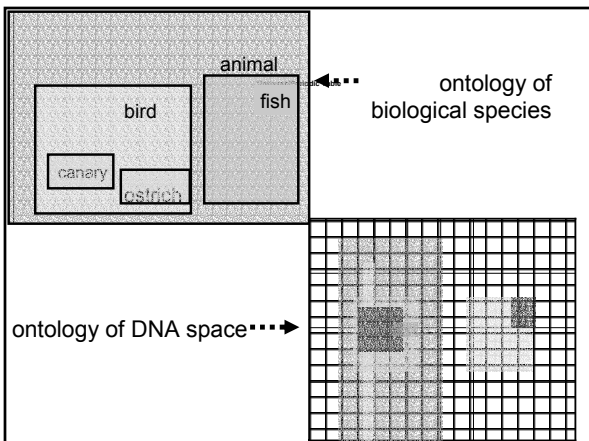 animal
bird
fish
canary
ostrich
ontology of
biological species
ontology of DNA space